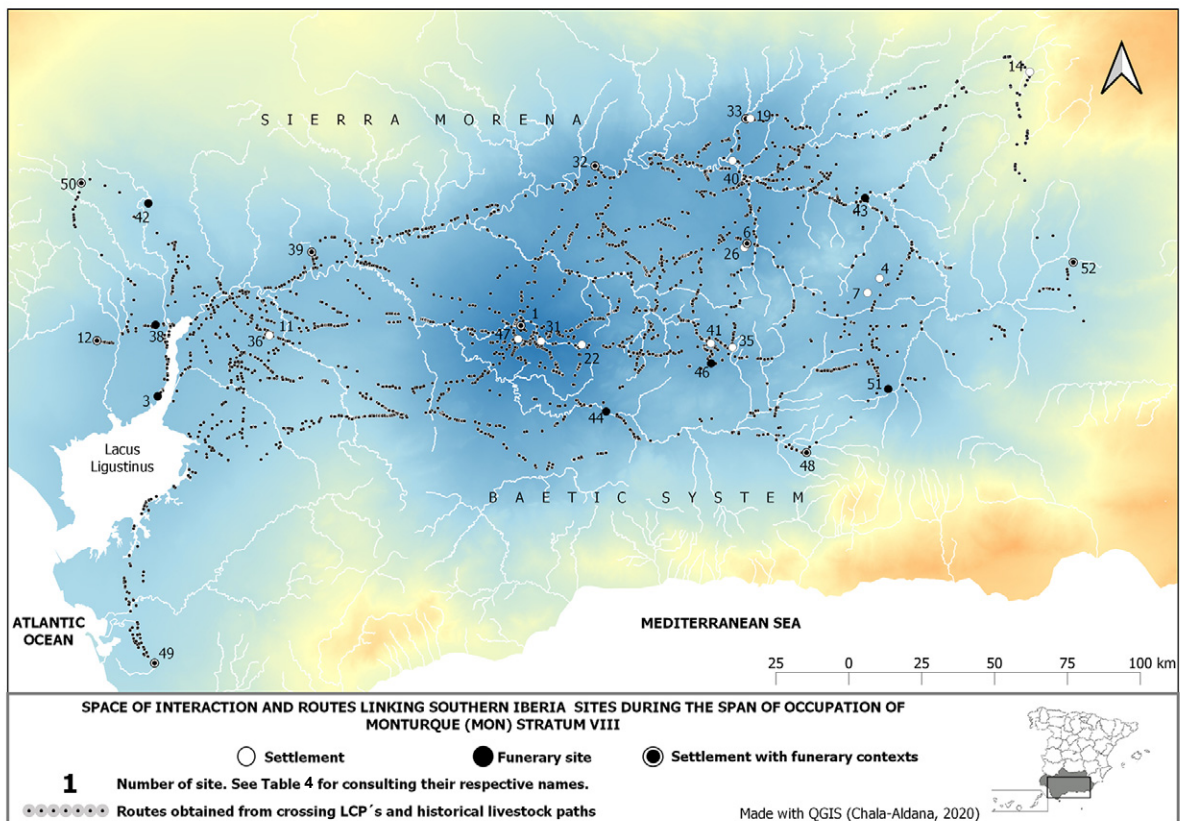 14
SIERRA MORENA
33
19
32
40
50
42
43
39
6
26
4
52
7
1
11
31
38
36
47
41
35
12
22
46
51
3
44
Lacus
Ligustinus
48
BAETIC SYSTEM
ATLANTIC
OCEAN
MEDITERRANEAN SEA
49
25 0 25 50 75 100 km
SPACE OF INTERACTION AND ROUTES LINKING SOUTHERN IBERIA SITES DURING THE SPAN OF OCCUPATION OF
MONTURQUE (MON) STRATUM VIII
Settlement Funerary site Settlement with funerary contexts
1 Number of site. See Table 4 for consulting their respective names.
Routes obtained from crossing LCP´s and historical livestock paths
Made with QGIS (Chala-Aldana, 2020)